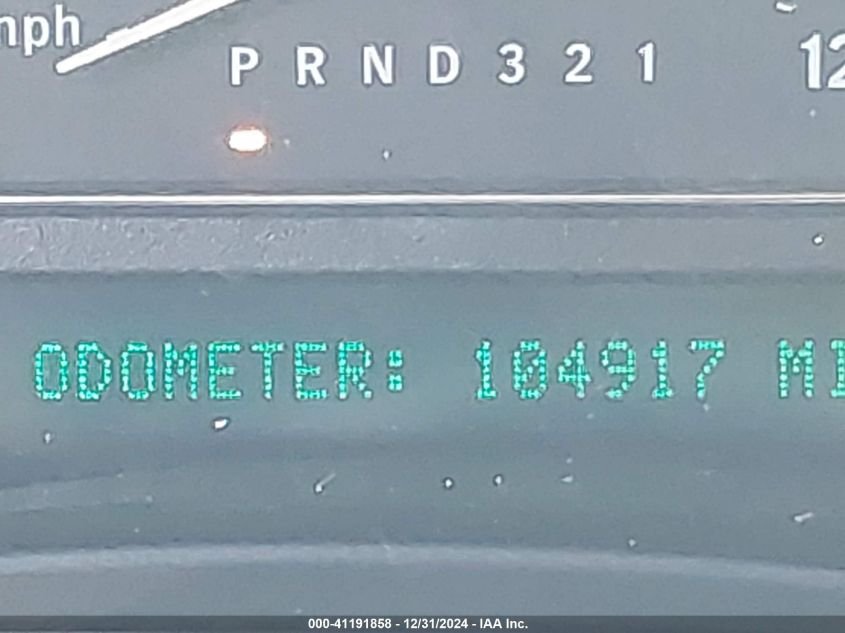 mph
P R N D 3 2 1
12
ODOMETER: 104917 MI
000-41191858 - 12/31/2024 - IAA Inc.